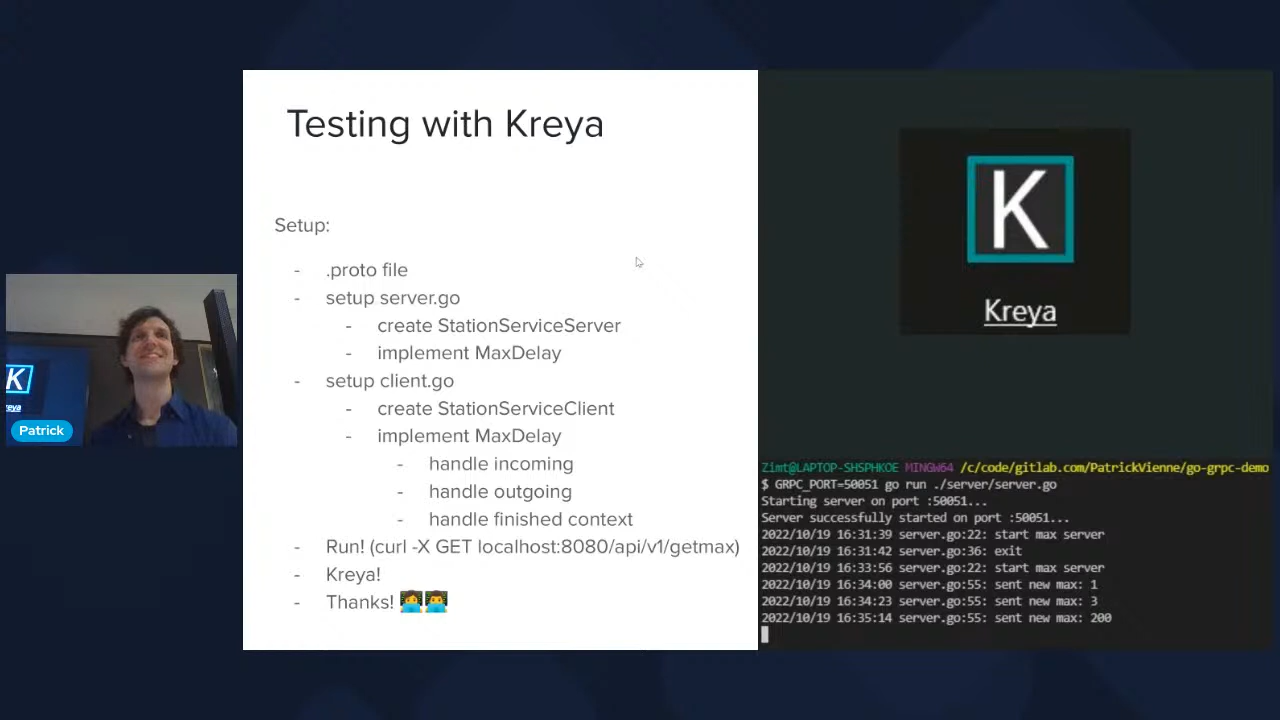 Testing with Kreya
Setup:
- .proto file
- setup server.go
- create StationServiceServer
- implement MaxDelay
- setup client.go
- create StationServiceClient
- implement MaxDelay
- handle incoming
- handle outgoing
- handle finished context
- Run! (curl -X GET localhost:8080/api/v1/getmax)
- Kreya!
- Thanks! 👩‍💻👨‍💻
K
Kreya
K
eya
Patrick
Zimt@LAPTOP-SHSPHKOE MINGW64 /c/code/gitlab.com/PatrickVienne/go-grpc-demo
$ GRPC_PORT=50051 go run ./server/server.go
Starting server on port :50051...
Server successfully started on port :50051...
2022/10/19 16:31:39 server.go:22: start max server
2022/10/19 16:31:42 server.go:36: exit
2022/10/19 16:33:56 server.go:22: start max server
2022/10/19 16:34:00 server.go:55: sent new max: 1
2022/10/19 16:34:23 server.go:55: sent new max: 3
2022/10/19 16:35:14 server.go:55: sent new max: 200